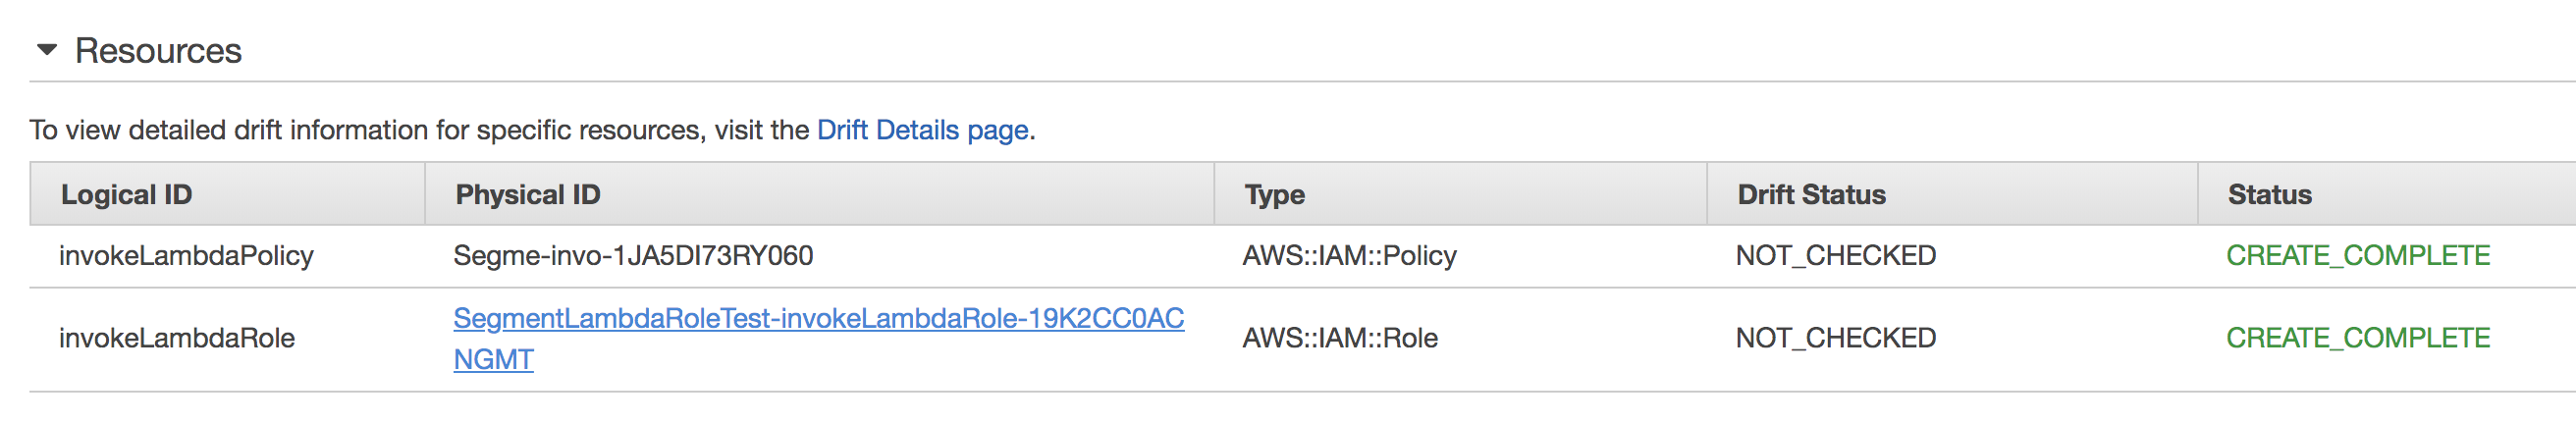 Resources
To view detailed drift information for specific resources, visit the Drift Details page.
Logical ID Physical ID Type Drift Status Status
invokeLambdaPolicy Segme-invo-1JA5DI73RY060 AWS::IAM::Policy NOT_CHECKED CREATE_COMPLETE
invokeLambdaRole SegmentLambdaRoleTest-invokeLambdaRole-19K2CC0AC AWS::IAM::Role NOT_CHECKED CREATE_COMPLETE
NGMT